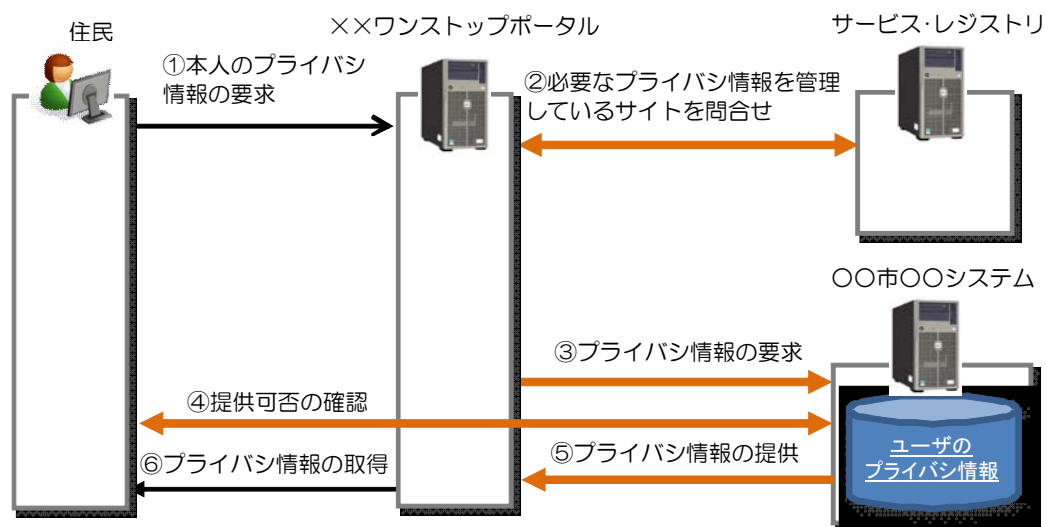 住民
××ワンストップポータル
サービス・レジストリ
①本人のプライバシ
情報の要求
②必要なプライバシ情報を管理
しているサイトを問合せ
〇〇市〇〇システム
③プライバシ情報の要求
④提供可否の確認
⑤プライバシ情報の提供
⑥プライバシ情報の取得
ユーザの
プライバシ情報